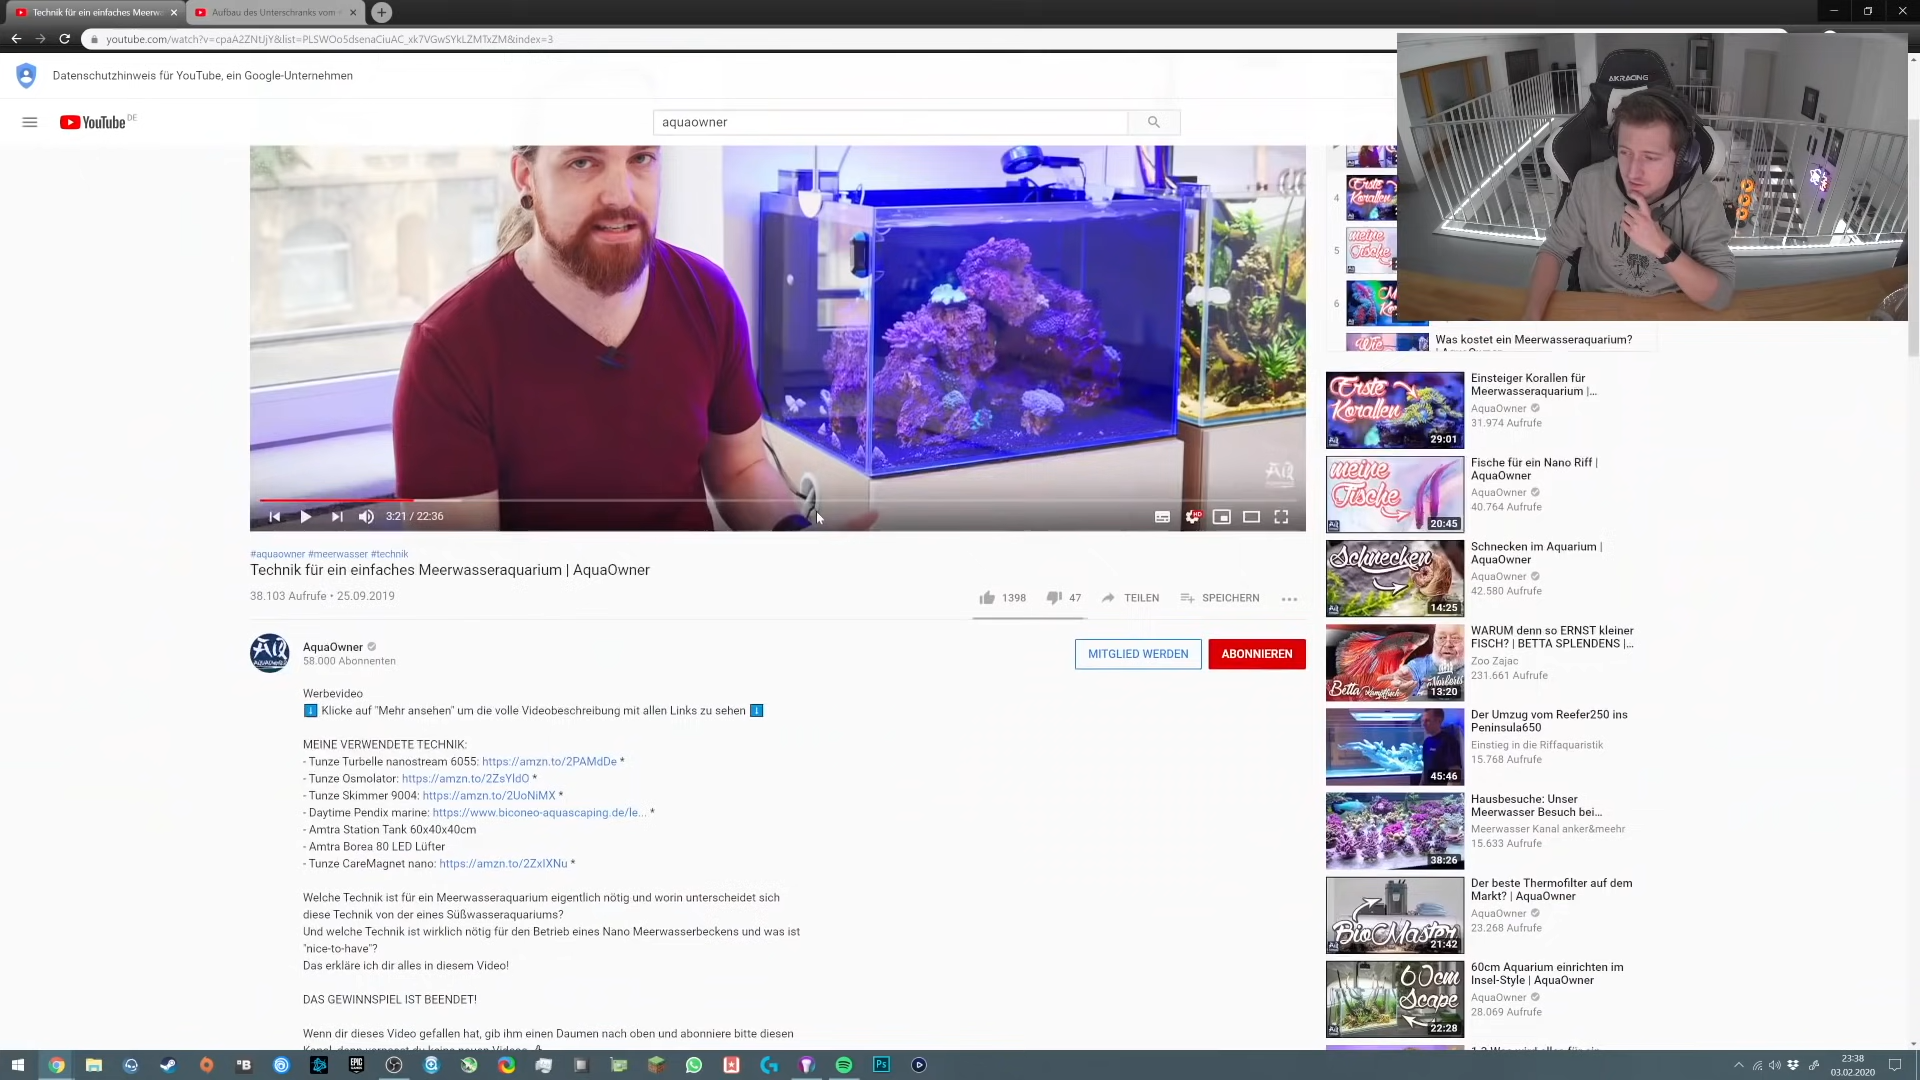 Technik für ein einfaches Meerw
Aufbau des Unterschranks vom
youtube.com/watch?v=cpaA2ZNtJjY&list=PLSWOo5dsenaCiuAC_xk7VGwSYkLZMTxZM&index=3
Datenschutzhinweis für YouTube, ein Google-Unternehmen
YouTube DE
aquaowner
AKRACING
4
Erste
Korallen
5
meine
6
Was kostet ein Meerwasseraquarium?
3:21 / 22:36
HD
#aquaowner #meerwasser #technik
Technik für ein einfaches Meerwasseraquarium | AquaOwner
38.103 Aufrufe • 25.09.2019
1398
47
TEILEN
SPEICHERN
AquaOwner
58.000 Abonnenten
MITGLIED WERDEN
ABONNIEREN
Werbevideo
Klicke auf "Mehr ansehen" um die volle Videobeschreibung mit allen Links zu sehen
MEINE VERWENDETE TECHNIK:
- Tunze Turbelle nanostream 6055: https://amzn.to/2PAMdDe *
- Tunze Osmolator: https://amzn.to/2ZsYldO *
- Tunze Skimmer 9004: https://amzn.to/2UoNiMX *
- Daytime Pendix marine: https://www.biconeo-aquascaping.de/le... *
- Amtra Station Tank 60x40x40cm
- Amtra Borea 80 LED Lüfter
- Tunze CareMagnet nano: https://amzn.to/2ZxIXNu *
Welche Technik ist für ein Meerwasseraquarium eigentlich nötig und worin unterscheidet sich
diese Technik von der eines Süßwasseraquariums?
Und welche Technik ist wirklich nötig für den Betrieb eines Nano Meerwasserbeckens und was ist
"nice-to-have"?
Das erkläre ich dir alles in diesem Video!
DAS GEWINNSPIEL IST BEENDET!
Wenn dir dieses Video gefallen hat, gib ihm einen Daumen nach oben und abonniere bitte diesen
Erste
Korallen
29:01
Einsteiger Korallen für
Meerwasseraquarium |...
AquaOwner
31.974 Aufrufe
meine
Fische
20:45
Fische für ein Nano Riff |
AquaOwner
AquaOwner
40.764 Aufrufe
Schnecken
14:25
Schnecken im Aquarium |
AquaOwner
AquaOwner
42.580 Aufrufe
Betta
Kampffisch
Norberts
13:20
WARUM denn so ERNST kleiner
FISCH? | BETTA SPLENDENS |...
Zoo Zajac
231.661 Aufrufe
45:46
Der Umzug vom Reefer250 ins
Peninsula650
Einstieg in die Riffaquaristik
15.768 Aufrufe
38:26
Hausbesuche: Unser
Meerwasser Besuch bei...
Meerwasser Kanal anker&meehr
15.633 Aufrufe
BioMaster
21:42
Der beste Thermofilter auf dem
Markt? | AquaOwner
AquaOwner
23.268 Aufrufe
60cm
Scape
22:28
60cm Aquarium einrichten im
Insel-Style | AquaOwner
AquaOwner
28.069 Aufrufe
EPIC
GAMES
Ps
23:38
03.02.2020